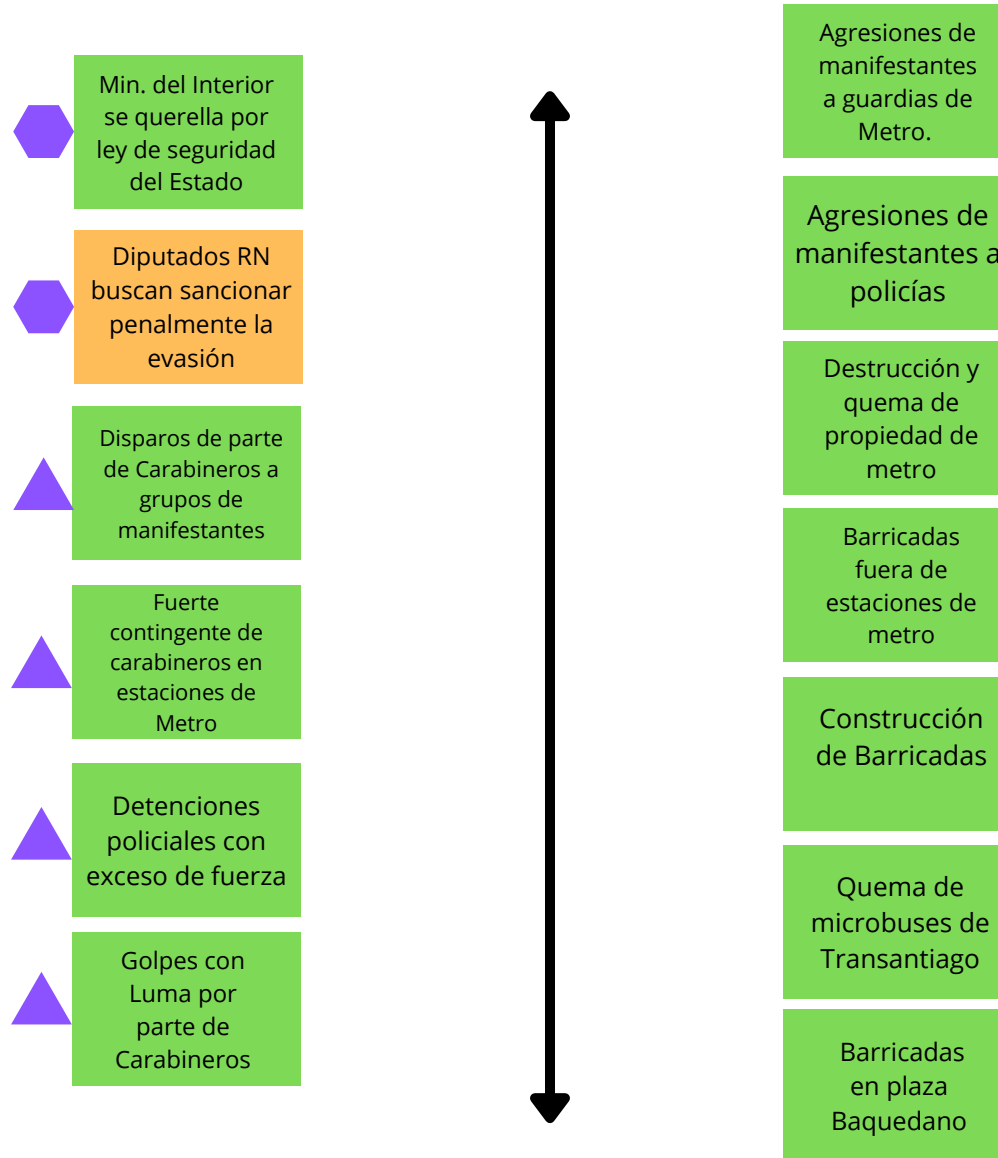 Min. del Interior
se querella por
ley de seguridad
del Estado
Diputados RN
buscan sancionar
penalmente la
evasión
Disparos de parte
de Carabineros a
grupos de
manifestantes
Fuerte
contingente de
carabineros en
estaciones de
Metro
Detenciones
policiales con
exceso de fuerza
Golpes con
Luma por
parte de
Carabineros
Agresiones de
manifestantes
a guardias de
Metro.
Agresiones de
manifestantes a
policías
Destrucción y
quema de
propiedad de
metro
Barricadas
fuera de
estaciones de
metro
Construcción
de Barricadas
Quema de
microbuses de
Transantiago
Barricadas
en plaza
Baquedano